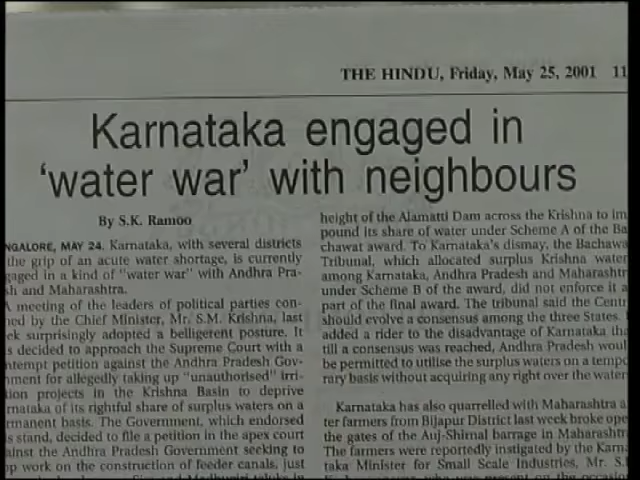 THE HINDU, Friday, May 25, 2001 11
Karnataka engaged in
'water war' with neighbours
By S.K. Ramoo
NGALORE, MAY 24. Karnataka, with several districts
the grip of an acute water shortage, is currently
gaged in a kind of "water war" with Andhra Pra-
sh and Maharashtra.
A meeting of the leaders of political parties con-
ned by the Chief Minister, Mr. S.M. Krishna, last
ek surprisingly adopted a belligerent posture. It
s decided to approach the Supreme Court with a
ntempt petition against the Andhra Pradesh Gov-
nment for allegedly taking up "unauthorised" irri-
tion projects in the Krishna Basin to deprive
rnataka of its rightful share of surplus waters on a
rmanent basis. The Government, which endorsed
s stand, decided to file a petition in the apex court
ainst the Andhra Pradesh Government seeking to
op work on the construction of feeder canals, just
height of the Alamatti Dam across the Krishna to im
pound its share of water under Scheme A of the Ba
chawat award. To Karnataka's dismay, the Bachawa
Tribunal, which allocated surplus Krishna water
among Karnataka, Andhra Pradesh and Maharashtr
under Scheme B of the award, did not enforce it a
part of the final award. The tribunal said the Centr
should evolve a consensus among the three States.
added a rider to the disadvantage of Karnataka tha
till a consensus was reached, Andhra Pradesh woul
be permitted to utilise the surplus waters on a tempo
rary basis without acquiring any right over the water
Karnataka has also quarrelled with Maharashtra a
ter farmers from Bijapur District last week broke ope
the gates of the Auj-Shimal barrage in Maharashtr
The farmers were reportedly instigated by the Karn
taka Minister for Small Scale Industries, Mr. S.